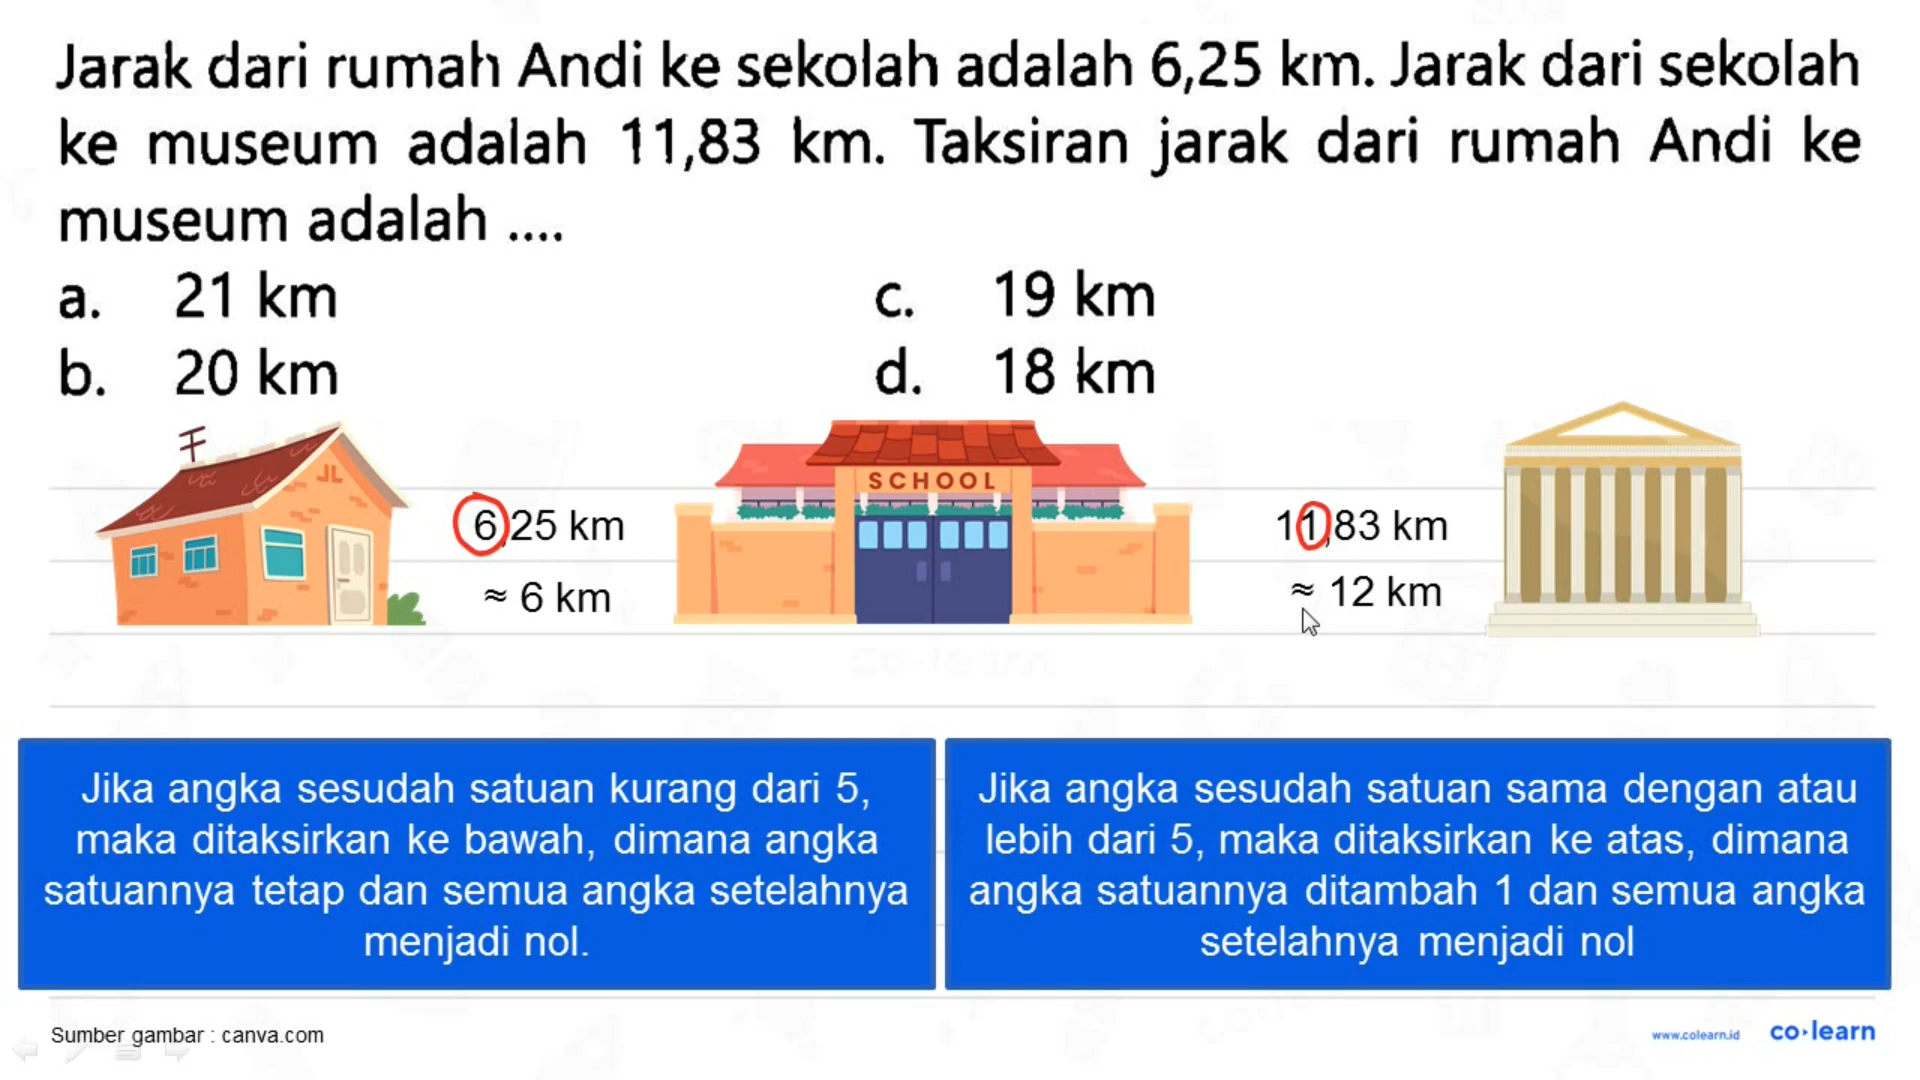 Jarak dari rumah Andi ke sekolah adalah 6,25 km. Jarak dari sekolah
ke museum adalah 11,83 km. Taksiran jarak dari rumah Andi ke
museum adalah ....
a. 21 km c. 19 km
b. 20 km d. 18 km
SCHOOL
6,25 km 11,83 km
≈ 6 km ≈ 12 km
Jika angka sesudah satuan kurang dari 5,
maka ditaksirkan ke bawah, dimana angka
satuannya tetap dan semua angka setelahnya
menjadi nol.
Jika angka sesudah satuan sama dengan atau
lebih dari 5, maka ditaksirkan ke atas, dimana
angka satuannya ditambah 1 dan semua angka
setelahnya menjadi nol
Sumber gambar : canva.com
www.colearn.id co·learn